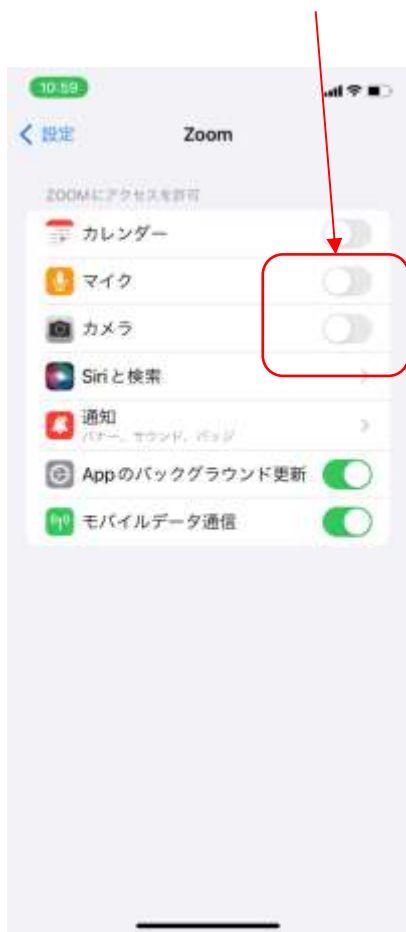 10:59
設定
Zoom
ZOOMにアクセスを許可
カレンダー
マイク
カメラ
Siriと検索
通知
バナー、サウンド、バッジ
Appのバックグラウンド更新
モバイルデータ通信